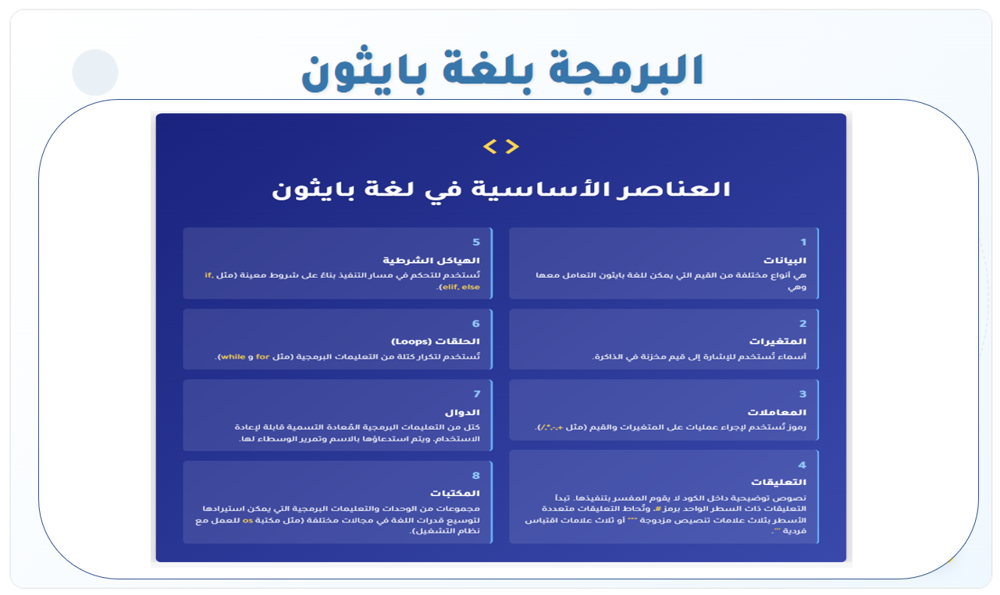 البرمجة بلغة بايثون
< >
العناصر الأساسية في لغة بايثون
1
البيانات
هي أنواع مختلفة من القيم التي يمكن للغة بايثون التعامل معها
وهي
2
المتغيرات
أسماء تُستخدم للإشارة إلى قيم مخزنة في الذاكرة.
3
المعاملات
رموز تُستخدم لإجراء عمليات على المتغيرات والقيم (مثل +,-,*,/).
4
التعليقات
نصوص توضيحية داخل الكود لا يقوم المفسر بتنفيذها. تبدأ
التعليقات ذات السطر الواحد برمز #. وتُحاط التعليقات متعددة
الأسطر بثلاث علامات تنصيص مزدوجة """ أو ثلاث علامات اقتباس
فردية '''.
5
الهياكل الشرطية
تُستخدم للتحكم في مسار التنفيذ بناءً على شروط معينة (مثل if,
elif, else).
6
الحلقات (Loops)
تُستخدم لتكرار كتلة من التعليمات البرمجية (مثل for و while).
7
الدوال
كتل من التعليمات البرمجية المُعادة التسمية قابلة لإعادة
الاستخدام. ويتم استدعاؤها بالاسم وتمرير الوسطاء لها.
8
المكتبات
مجموعات من الوحدات والتعليمات البرمجية التي يمكن استيرادها
لتوسيع قدرات اللغة في مجالات مختلفة (مثل مكتبة os للعمل مع
نظام التشغيل).